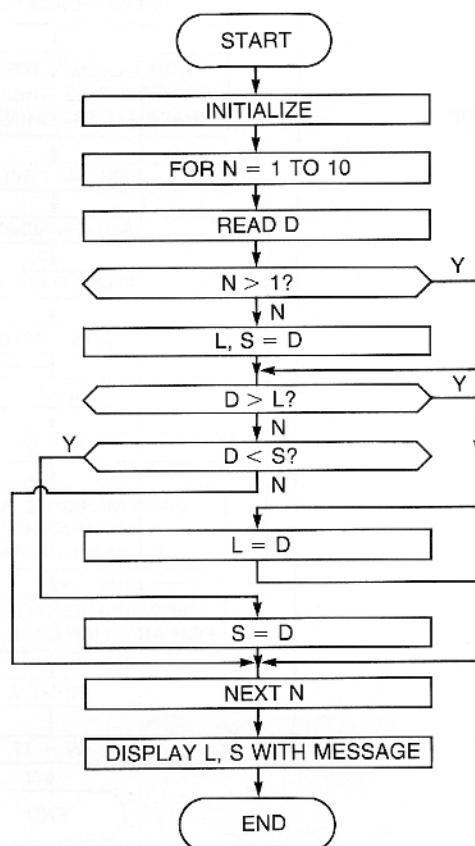 START
INITIALIZE
FOR N = 1 TO 10
READ D
N > 1?
Y
N
L, S = D
D > L?
Y
N
Y
D < S?
N
L = D
S = D
NEXT N
DISPLAY L, S WITH MESSAGE
END